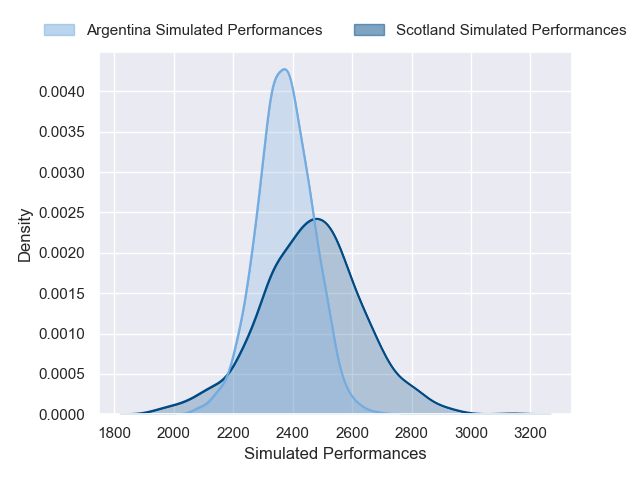 Argentina Simulated Performances
Scotland Simulated Performances
0.0040
0.0035
0.0030
0.0025
0.0020
0.0015
0.0010
0.0005
0.0000
Density
1800 2000 2200 2400 2600 2800 3000 3200
Simulated Performances